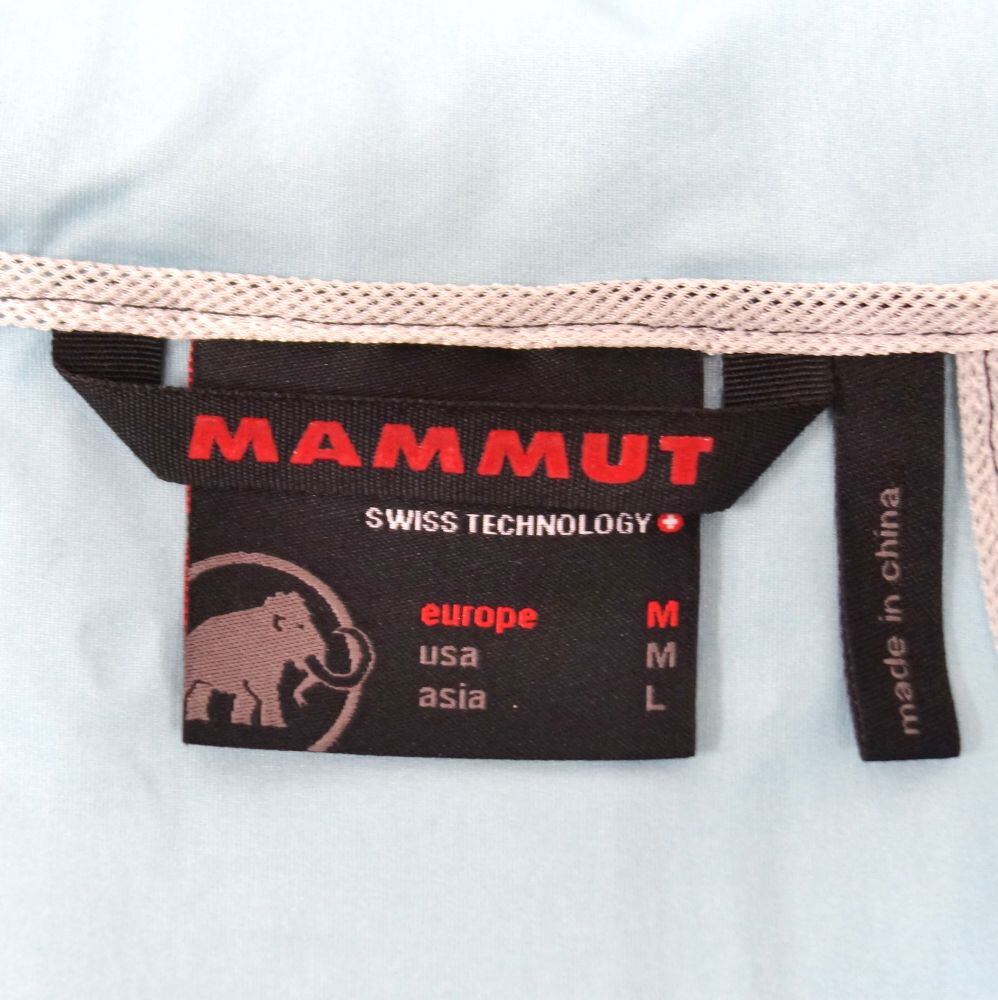 MAMMUT
SWISS TECHNOLOGY
europe M
usa M
asia L
made in china